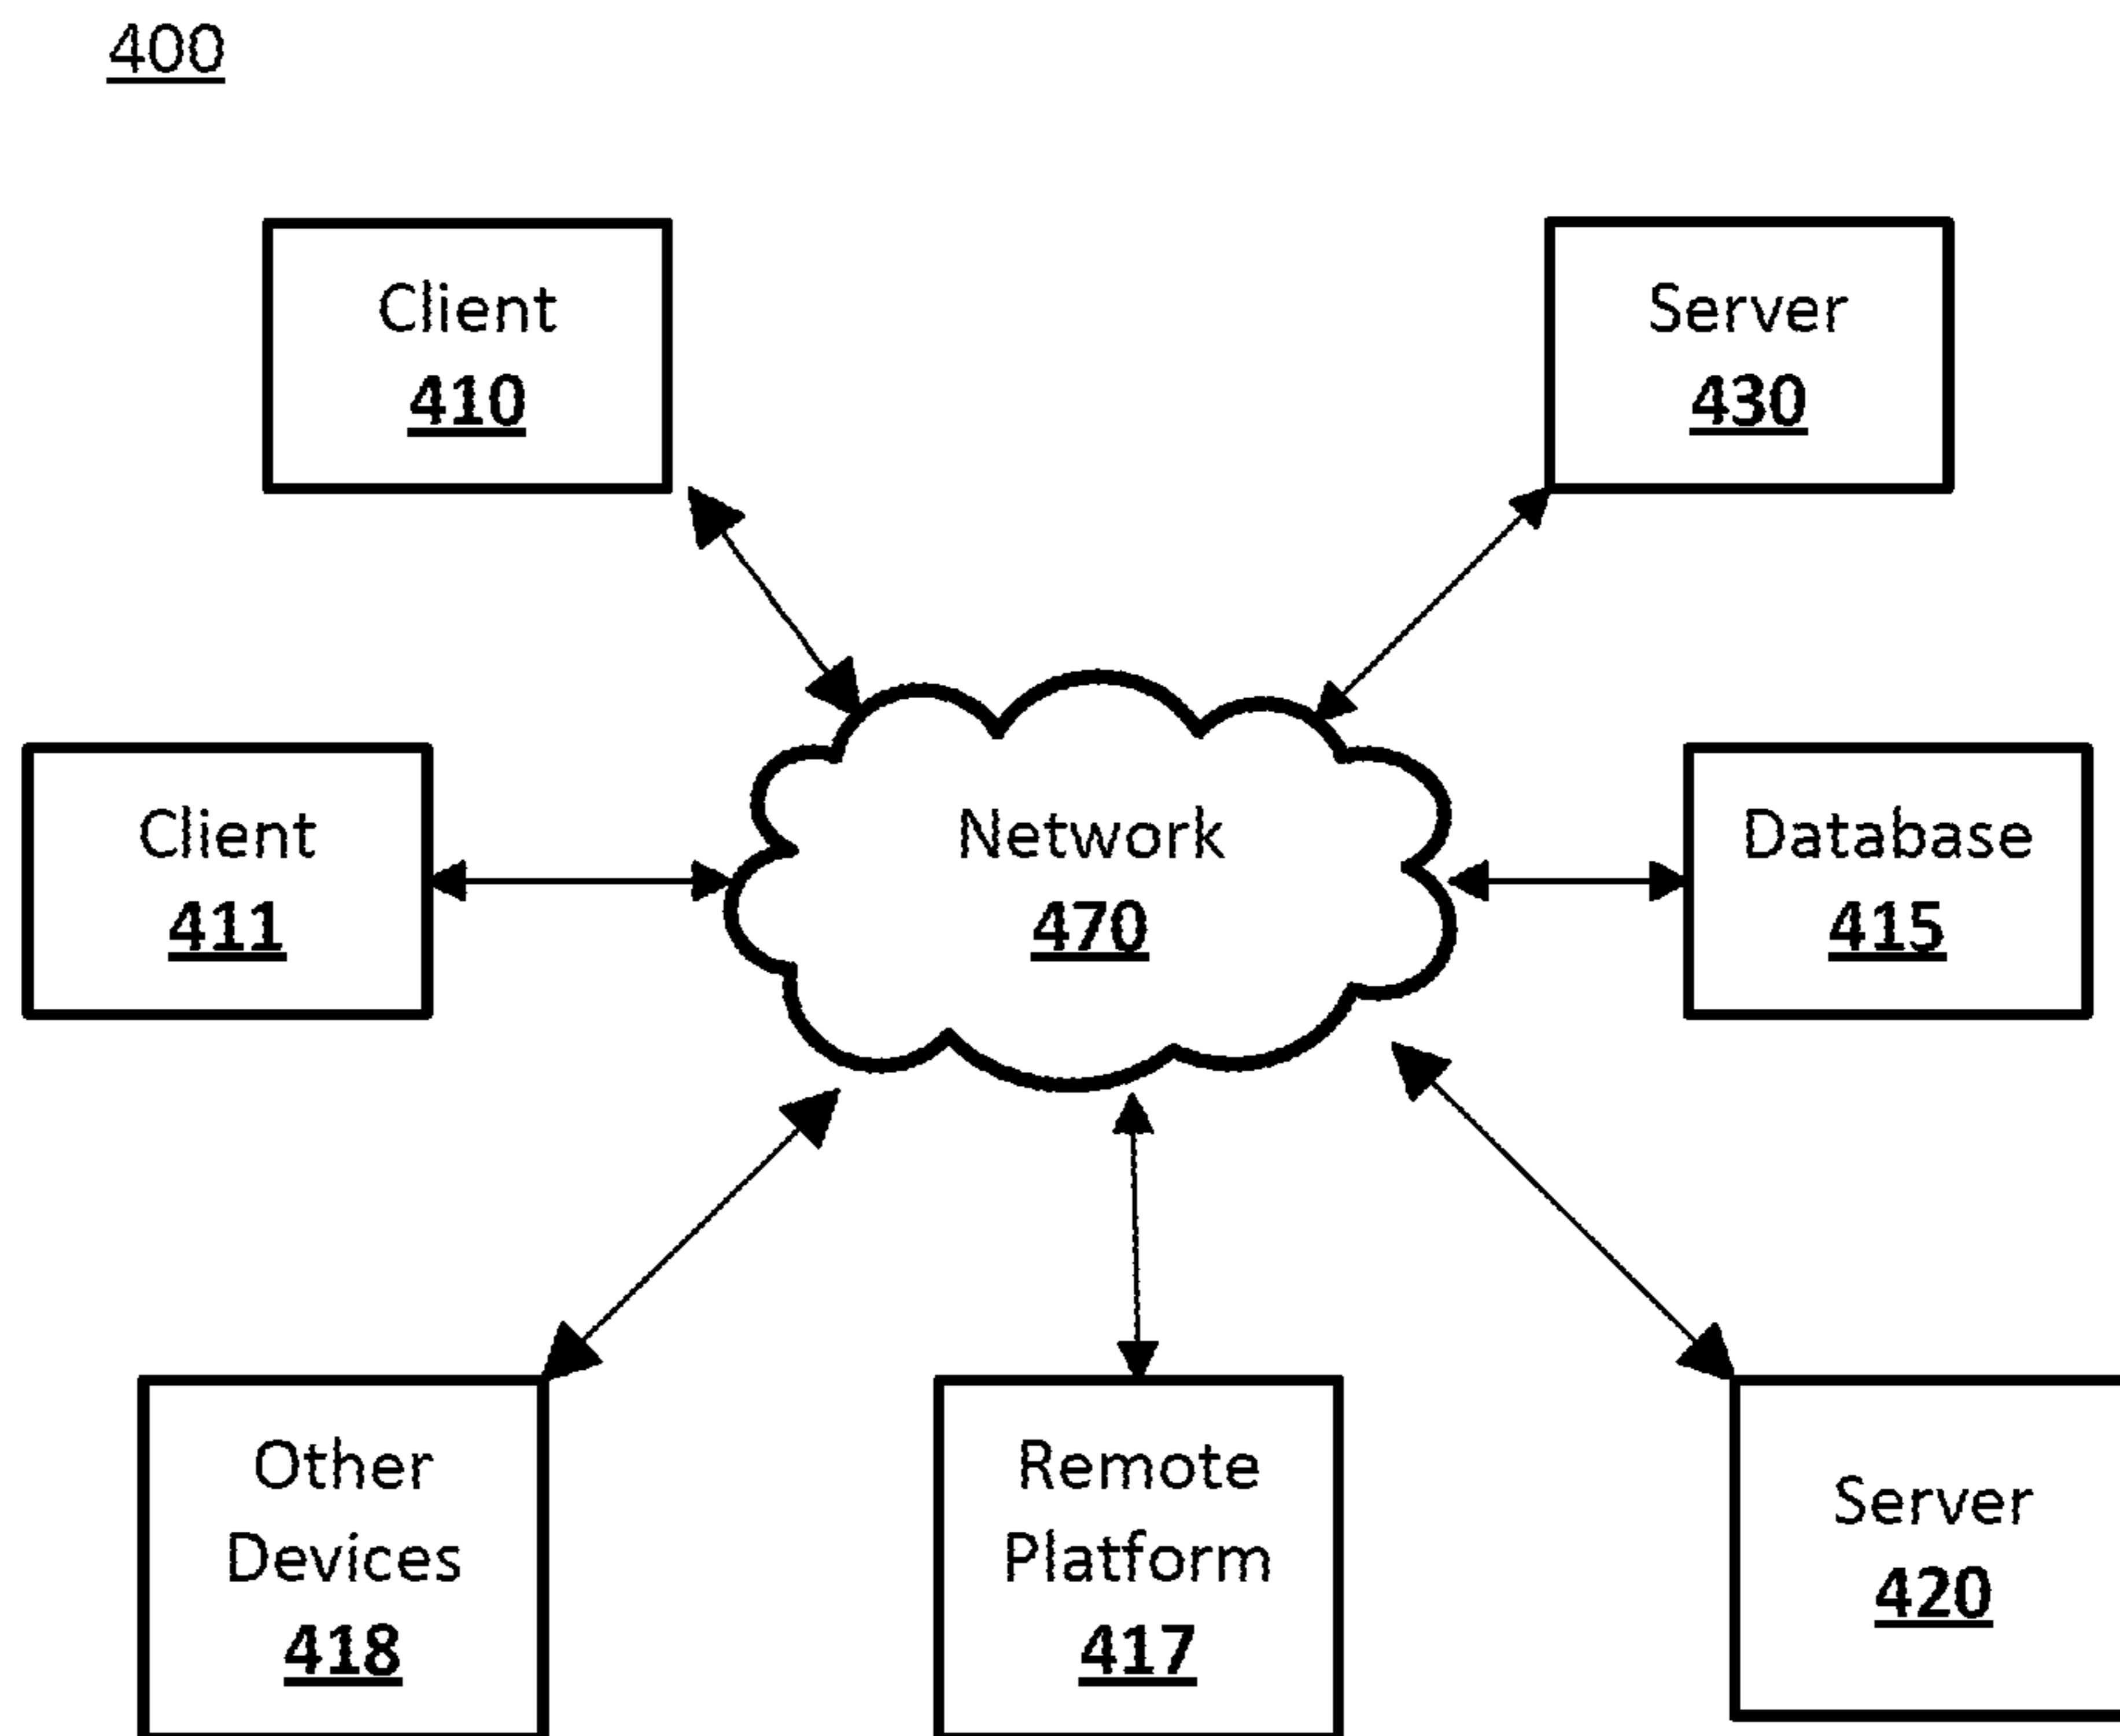 400
Client
410
Server
430
Client
411
Network
470
Database
415
Other
Devices
418
Remote
Platform
417
Server
420